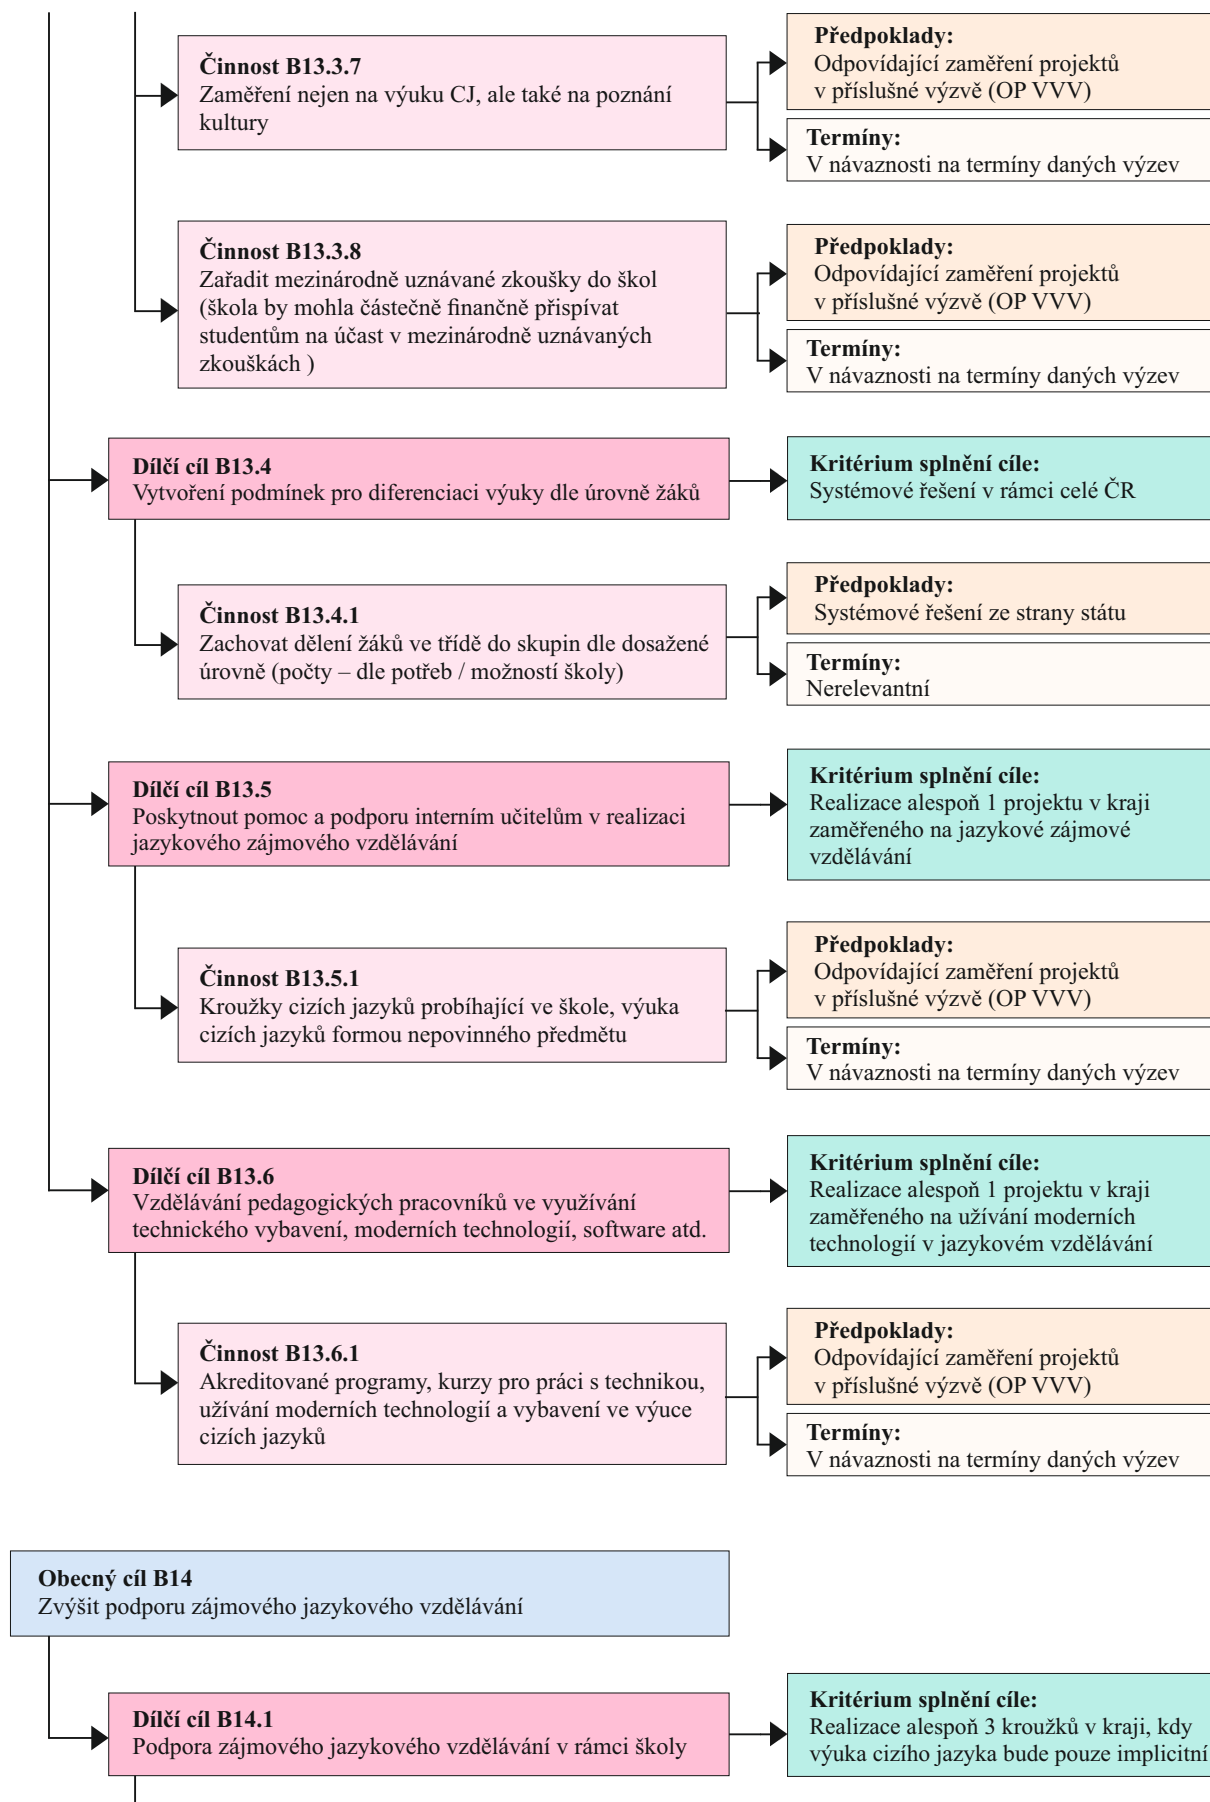 Činnost B13.3.7
Zaměření nejen na výuku CJ, ale také na poznání
kultury
Předpoklady:
Odpovídající zaměření projektů
v příslušné výzvě (OP VVV)
Termíny:
V návaznosti na termíny daných výzev
Činnost B13.3.8
Zařadit mezinárodně uznávané zkoušky do škol
(škola by mohla částečně finančně přispívat
studentům na účast v mezinárodně uznávaných
zkouškách )
Předpoklady:
Odpovídající zaměření projektů
v příslušné výzvě (OP VVV)
Termíny:
V návaznosti na termíny daných výzev
Dílčí cíl B13.4
Vytvoření podmínek pro diferenciaci výuky dle úrovně žáků
Kritérium splnění cíle:
Systémové řešení v rámci celé ČR
Činnost B13.4.1
Zachovat dělení žáků ve třídě do skupin dle dosažené
úrovně (počty – dle potřeb / možností školy)
Předpoklady:
Systémové řešení ze strany státu
Termíny:
Nerelevantní
Dílčí cíl B13.5
Poskytnout pomoc a podporu interním učitelům v realizaci
jazykového zájmového vzdělávání
Kritérium splnění cíle:
Realizace alespoň 1 projektu v kraji
zaměřeného na jazykové zájmové
vzdělávání
Činnost B13.5.1
Kroužky cizích jazyků probíhající ve škole, výuka
cizích jazyků formou nepovinného předmětu
Předpoklady:
Odpovídající zaměření projektů
v příslušné výzvě (OP VVV)
Termíny:
V návaznosti na termíny daných výzev
Dílčí cíl B13.6
Vzdělávání pedagogických pracovníků ve využívání
technického vybavení, moderních technologií, software atd.
Kritérium splnění cíle:
Realizace alespoň 1 projektu v kraji
zaměřeného na užívání moderních
technologií v jazykovém vzdělávání
Činnost B13.6.1
Akreditované programy, kurzy pro práci s technikou,
užívání moderních technologií a vybavení ve výuce
cizích jazyků
Předpoklady:
Odpovídající zaměření projektů
v příslušné výzvě (OP VVV)
Termíny:
V návaznosti na termíny daných výzev
Obecný cíl B14
Zvýšit podporu zájmového jazykového vzdělávání
Dílčí cíl B14.1
Podpora zájmového jazykového vzdělávání v rámci školy
Kritérium splnění cíle:
Realizace alespoň 3 kroužků v kraji, kdy
výuka cizího jazyka bude pouze implicitní